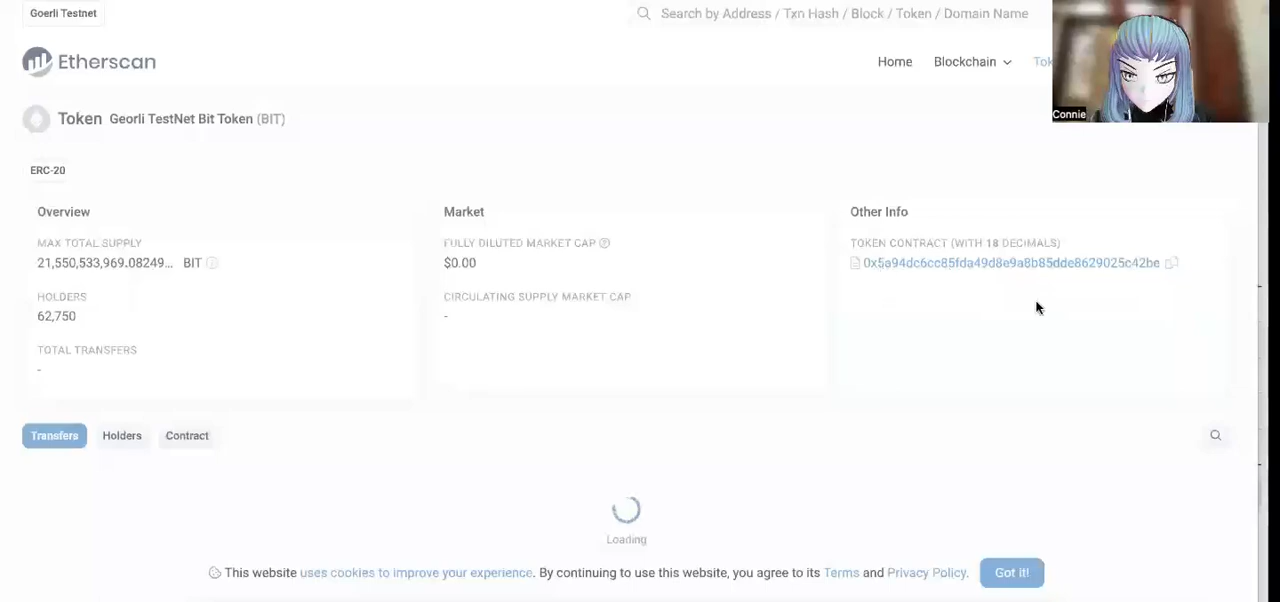 Goerli Testnet
Search by Address / Txn Hash / Block / Token / Domain Name
Etherscan
Home
Blockchain
Connie
Token Georli TestNet Bit Token (BIT)
ERC-20
Overview
Market
Other Info
MAX TOTAL SUPPLY
FULLY DILUTED MARKET CAP
TOKEN CONTRACT (WITH 18 DECIMALS)
21,550,533,969.08249... BIT
$0.00
0x5a94dc6cc85fda49d8e9a8b85dde8629025c42be
HOLDERS
CIRCULATING SUPPLY MARKET CAP
62,750
-
TOTAL TRANSFERS
-
Transfers
Holders
Contract
Loading
This website uses cookies to improve your experience. By continuing to use this website, you agree to its Terms and Privacy Policy.
Got it!